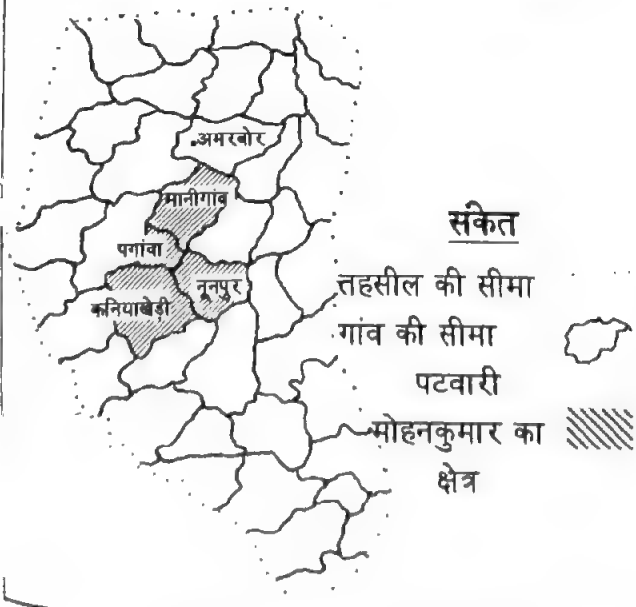 .अमरबोर
मानीगांव
पगांवा
नूनपुर
कनियाखेड़ी
संकेत
तहसील की सीमा
गांव की सीमा
पटवारी
मोहनकुमार का
क्षेत्र